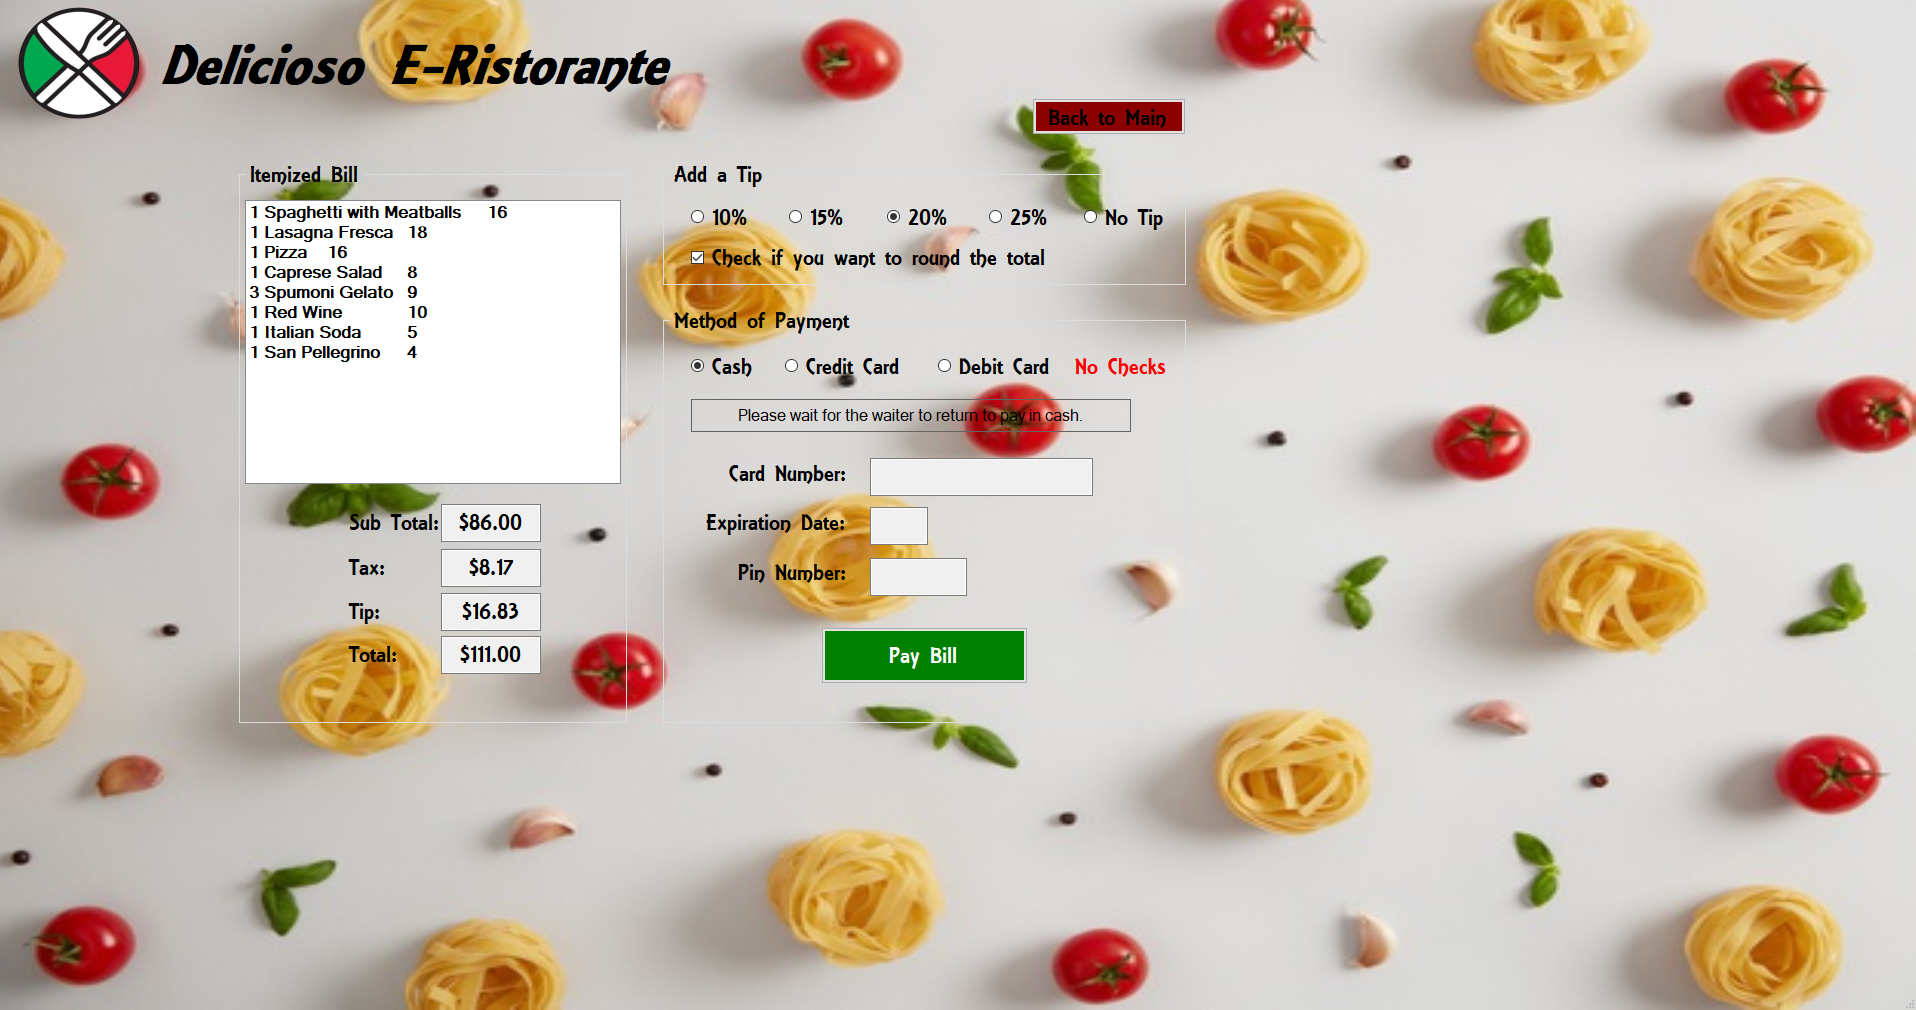 Delicioso E-Ristorante
Back to Main
Itemized Bill
1 Spaghetti with Meatballs 16
1 Lasagna Fresca 18
1 Pizza 16
1 Caprese Salad 8
3 Spumoni Gelato 9
1 Red Wine 10
1 Italian Soda 5
1 San Pellegrino 4
Sub Total: $86.00
Tax: $8.17
Tip: $16.83
Total: $111.00
Add a Tip
10% 15% 20% 25% No Tip
Check if you want to round the total
Method of Payment
Cash Credit Card Debit Card No Checks
Please wait for the waiter to return to pay in cash.
Card Number:
Expiration Date:
Pin Number:
Pay Bill